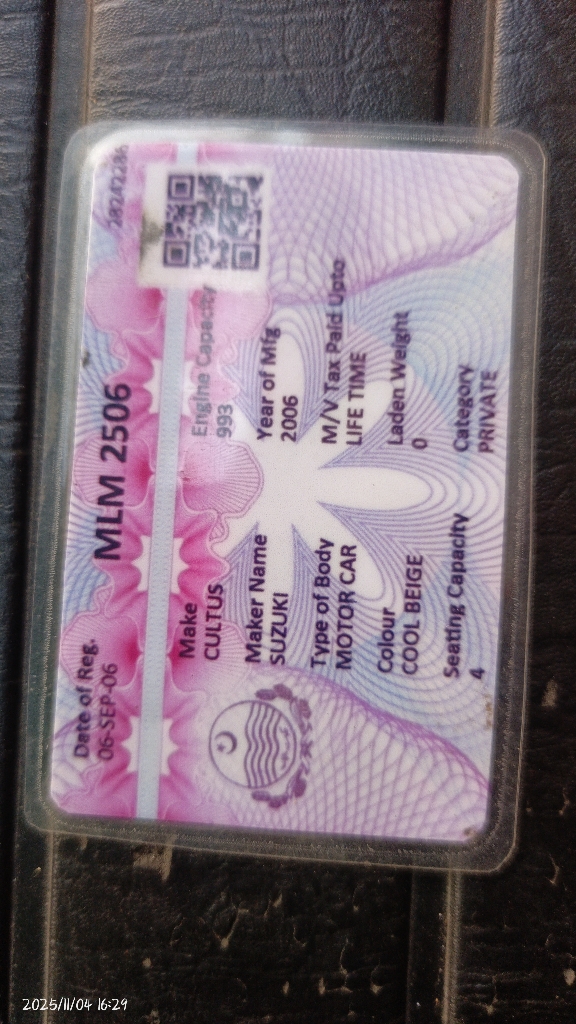 28242286
Date of Reg.
06-SEP-06
MLM 2506
Make
CULTUS
Engine Capacity
993
Maker Name
SUZUKI
Year of Mfg
2006
Type of Body
MOTOR CAR
M/V Tax Paid Upto
LIFE TIME
Colour
COOL BEIGE
Laden Weight
0
Seating Capacity
4
Category
PRIVATE
2025/11/04 16:29